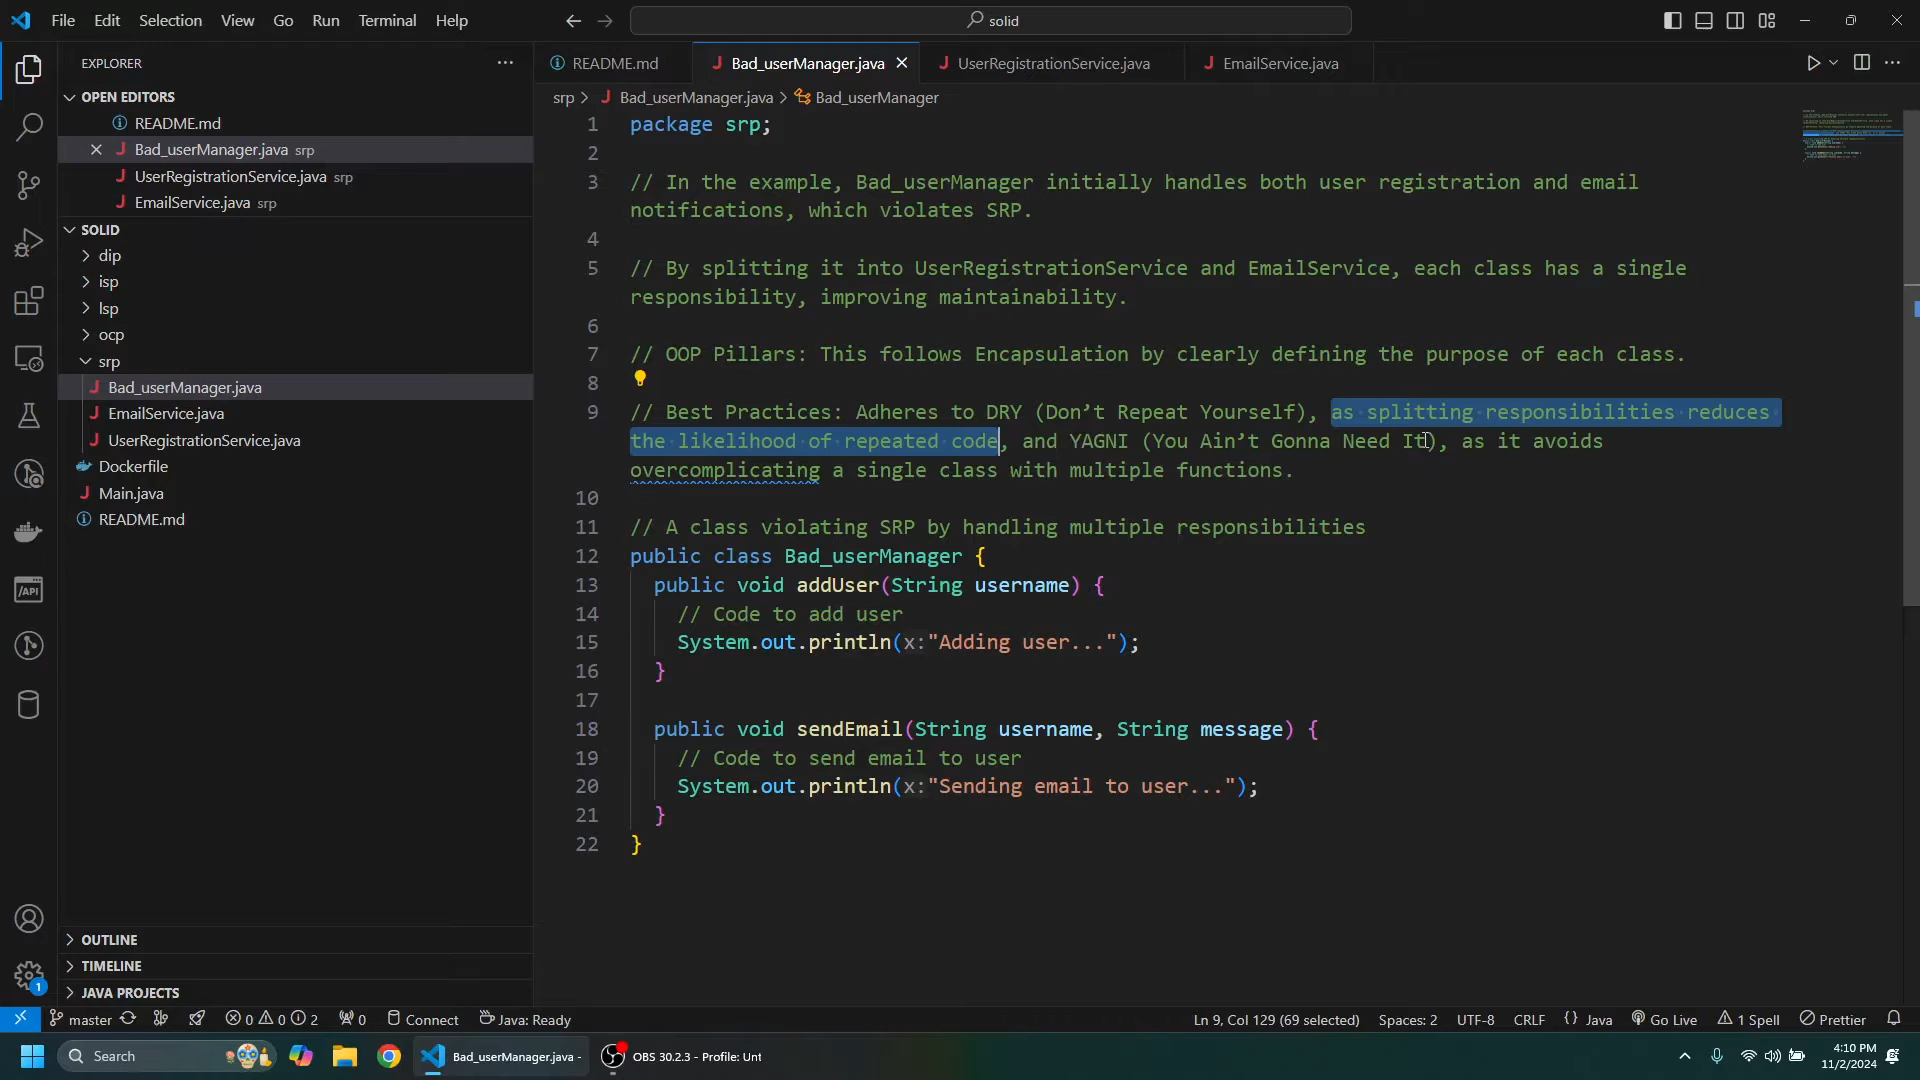 File Edit Selection View Go Run Terminal Help
solid
EXPLORER
OPEN EDITORS
README.md
Bad_userManager.java srp
UserRegistrationService.java srp
EmailService.java srp
SOLID
dip
isp
lsp
ocp
srp
Bad_userManager.java
EmailService.java
UserRegistrationService.java
Dockerfile
Main.java
README.md
OUTLINE
TIMELINE
JAVA PROJECTS
README.md Bad_userManager.java UserRegistrationService.java EmailService.java
srp > Bad_userManager.java > Bad_userManager
1 package srp;
2
3 // In the example, Bad_userManager initially handles both user registration and email
notifications, which violates SRP.
4
5 // By splitting it into UserRegistrationService and EmailService, each class has a single
responsibility, improving maintainability.
6
7 // OOP Pillars: This follows Encapsulation by clearly defining the purpose of each class.
8
9 // Best Practices: Adheres to DRY (Don’t Repeat Yourself), as splitting responsibilities reduces
the likelihood of repeated code, and YAGNI (You Ain’t Gonna Need It), as it avoids
overcomplicating a single class with multiple functions.
10
11 // A class violating SRP by handling multiple responsibilities
12 public class Bad_userManager {
13 public void addUser(String username) {
14 // Code to add user
15 System.out.println(x:"Adding user...");
16 }
17
18 public void sendEmail(String username, String message) {
19 // Code to send email to user
20 System.out.println(x:"Sending email to user...");
21 }
22 }
API
1
master 0 0 2 0 Connect Java: Ready Ln 9, Col 129 (69 selected) Spaces: 2 UTF-8 CRLF {} Java Go Live 1 Spell Prettier
Search Bad_userManager.java - OBS 30.2.3 - Profile: Unt 4:10 PM
11/2/2024